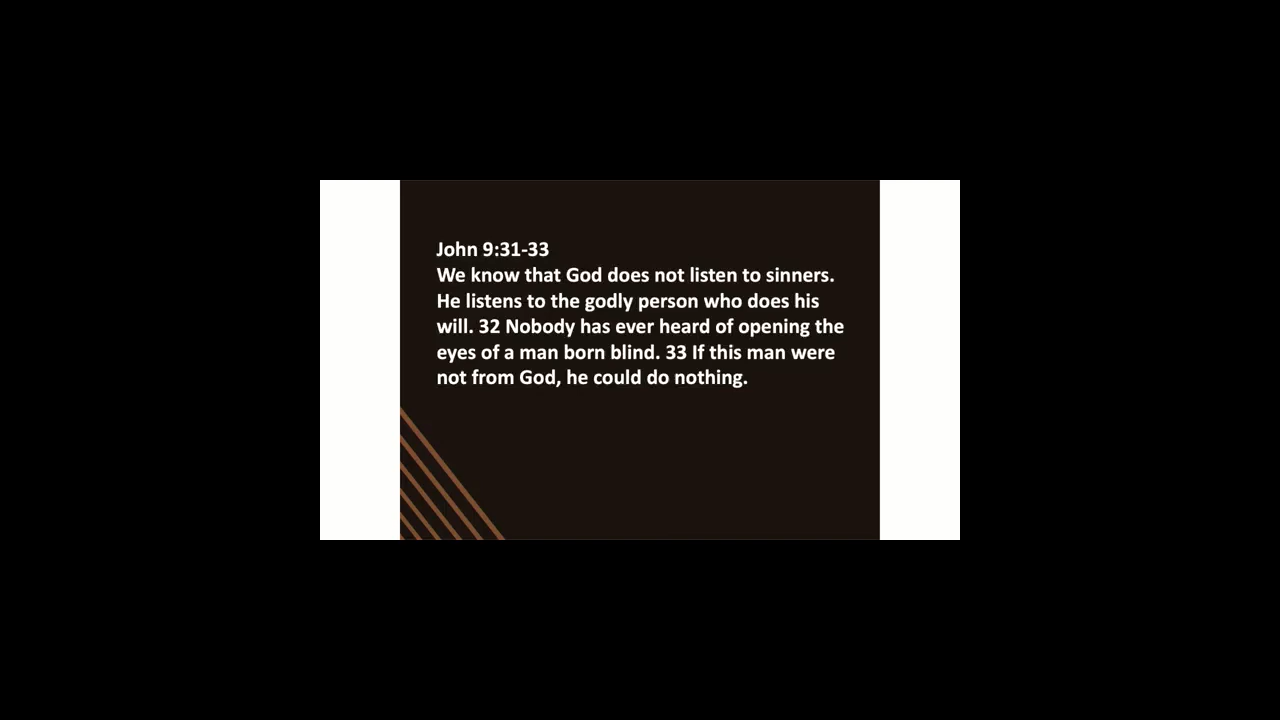 John 9:31-33
We know that God does not listen to sinners.
He listens to the godly person who does his
will. 32 Nobody has ever heard of opening the
eyes of a man born blind. 33 If this man were
not from God, he could do nothing.